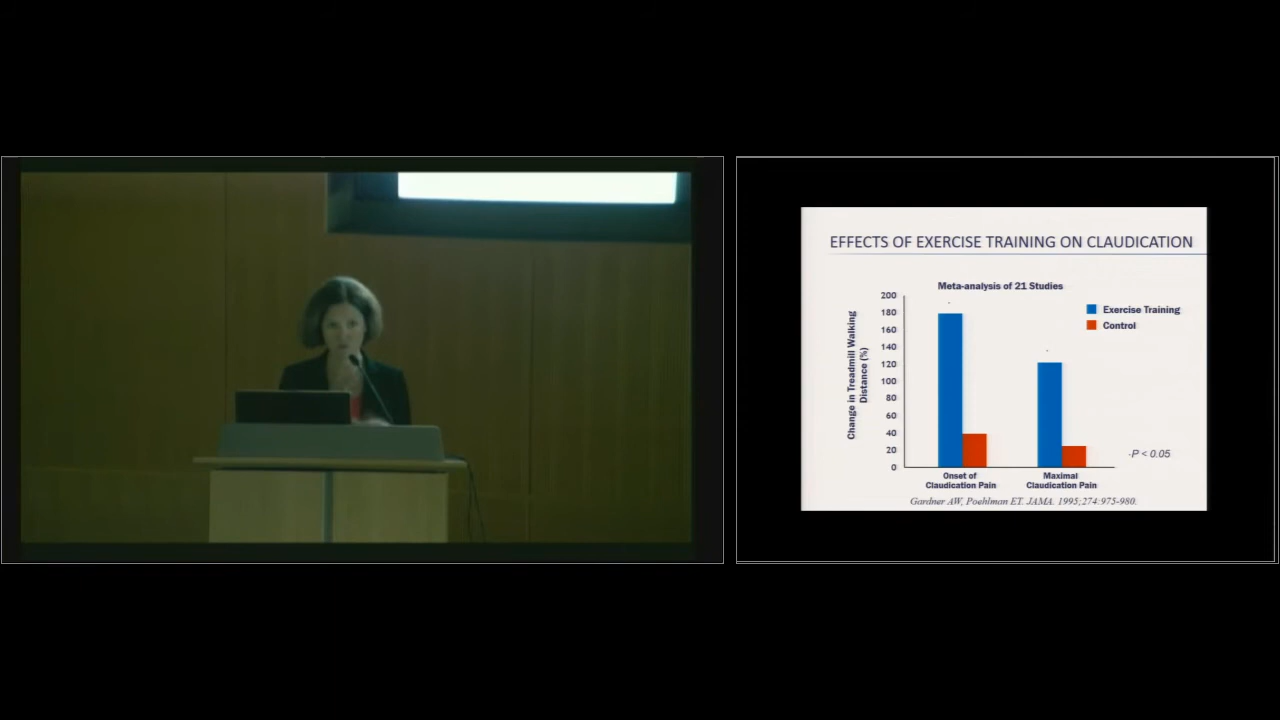 EFFECTS OF EXERCISE TRAINING ON CLAUDICATION
Meta-analysis of 21 Studies
Change in Treadmill Walking
Distance (%)
200
180
160
140
120
100
80
60
40
20
0
Exercise Training
Control
-P < 0.05
Onset of
Claudication Pain
Maximal
Claudication Pain
Gardner AW, Poehlman ET. JAMA. 1995;274:975-980.